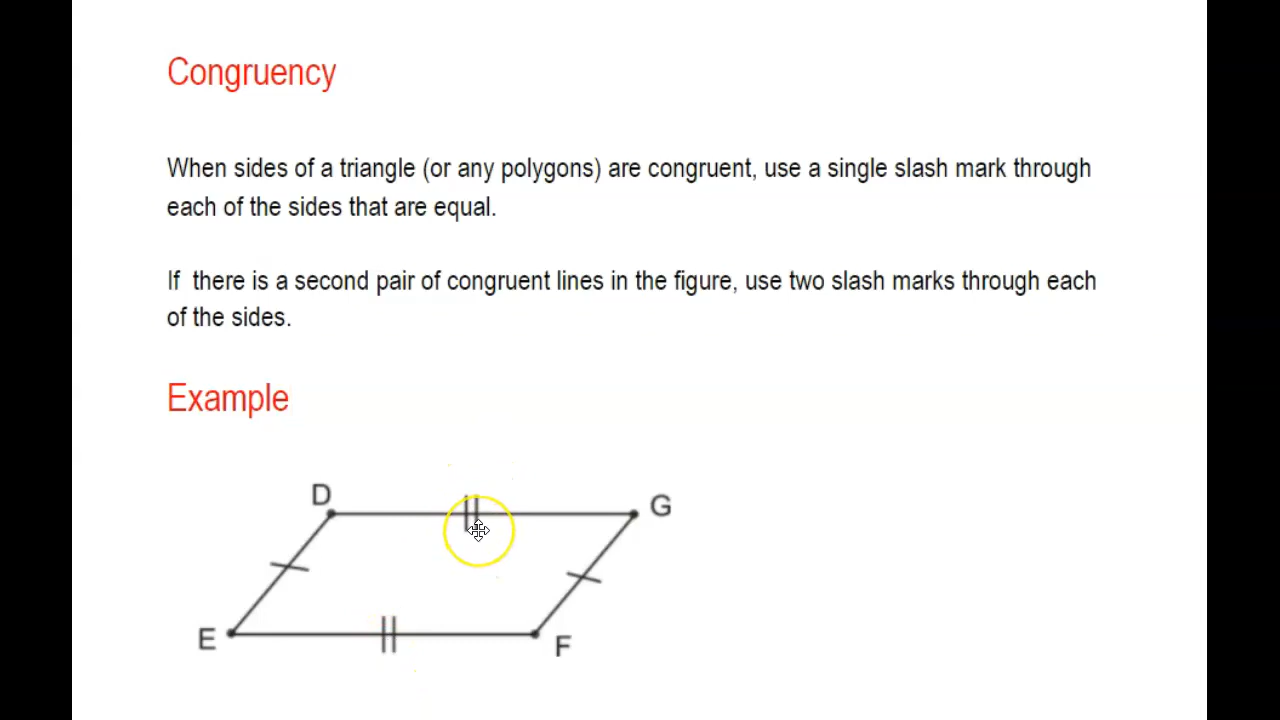 Congruency
When sides of a triangle (or any polygons) are congruent, use a single slash mark through
each of the sides that are equal.
If there is a second pair of congruent lines in the figure, use two slash marks through each
of the sides.
Example
D
G
E
F